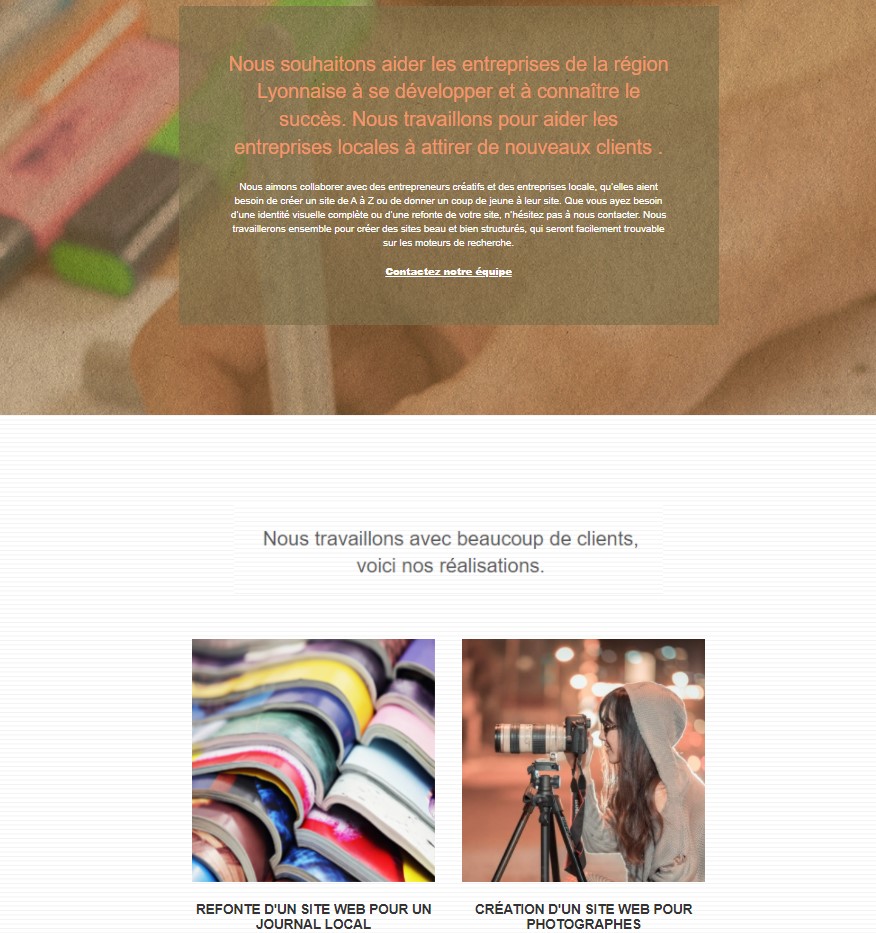 Nous souhaitons aider les entreprises de la région
Lyonnaise à se développer et à connaître le
succès. Nous travaillons pour aider les
entreprises locales à attirer de nouveaux clients .
Nous aimons collaborer avec des entrepreneurs créatifs et des entreprises locale, qu'elles aient
besoin de créer un site de A à Z ou de donner un coup de jeune à leur site. Que vous ayez besoin
d'une identité visuelle complète ou d'une refonte de votre site, n'hésitez pas à nous contacter. Nous
travaillerons ensemble pour créer des sites beau et bien structurés, qui seront facilement trouvable
sur les moteurs de recherche.
Contactez notre équipe
Nous travaillons avec beaucoup de clients,
voici nos réalisations.
REFONTE D'UN SITE WEB POUR UN
JOURNAL LOCAL
CRÉATION D'UN SITE WEB POUR
PHOTOGRAPHES